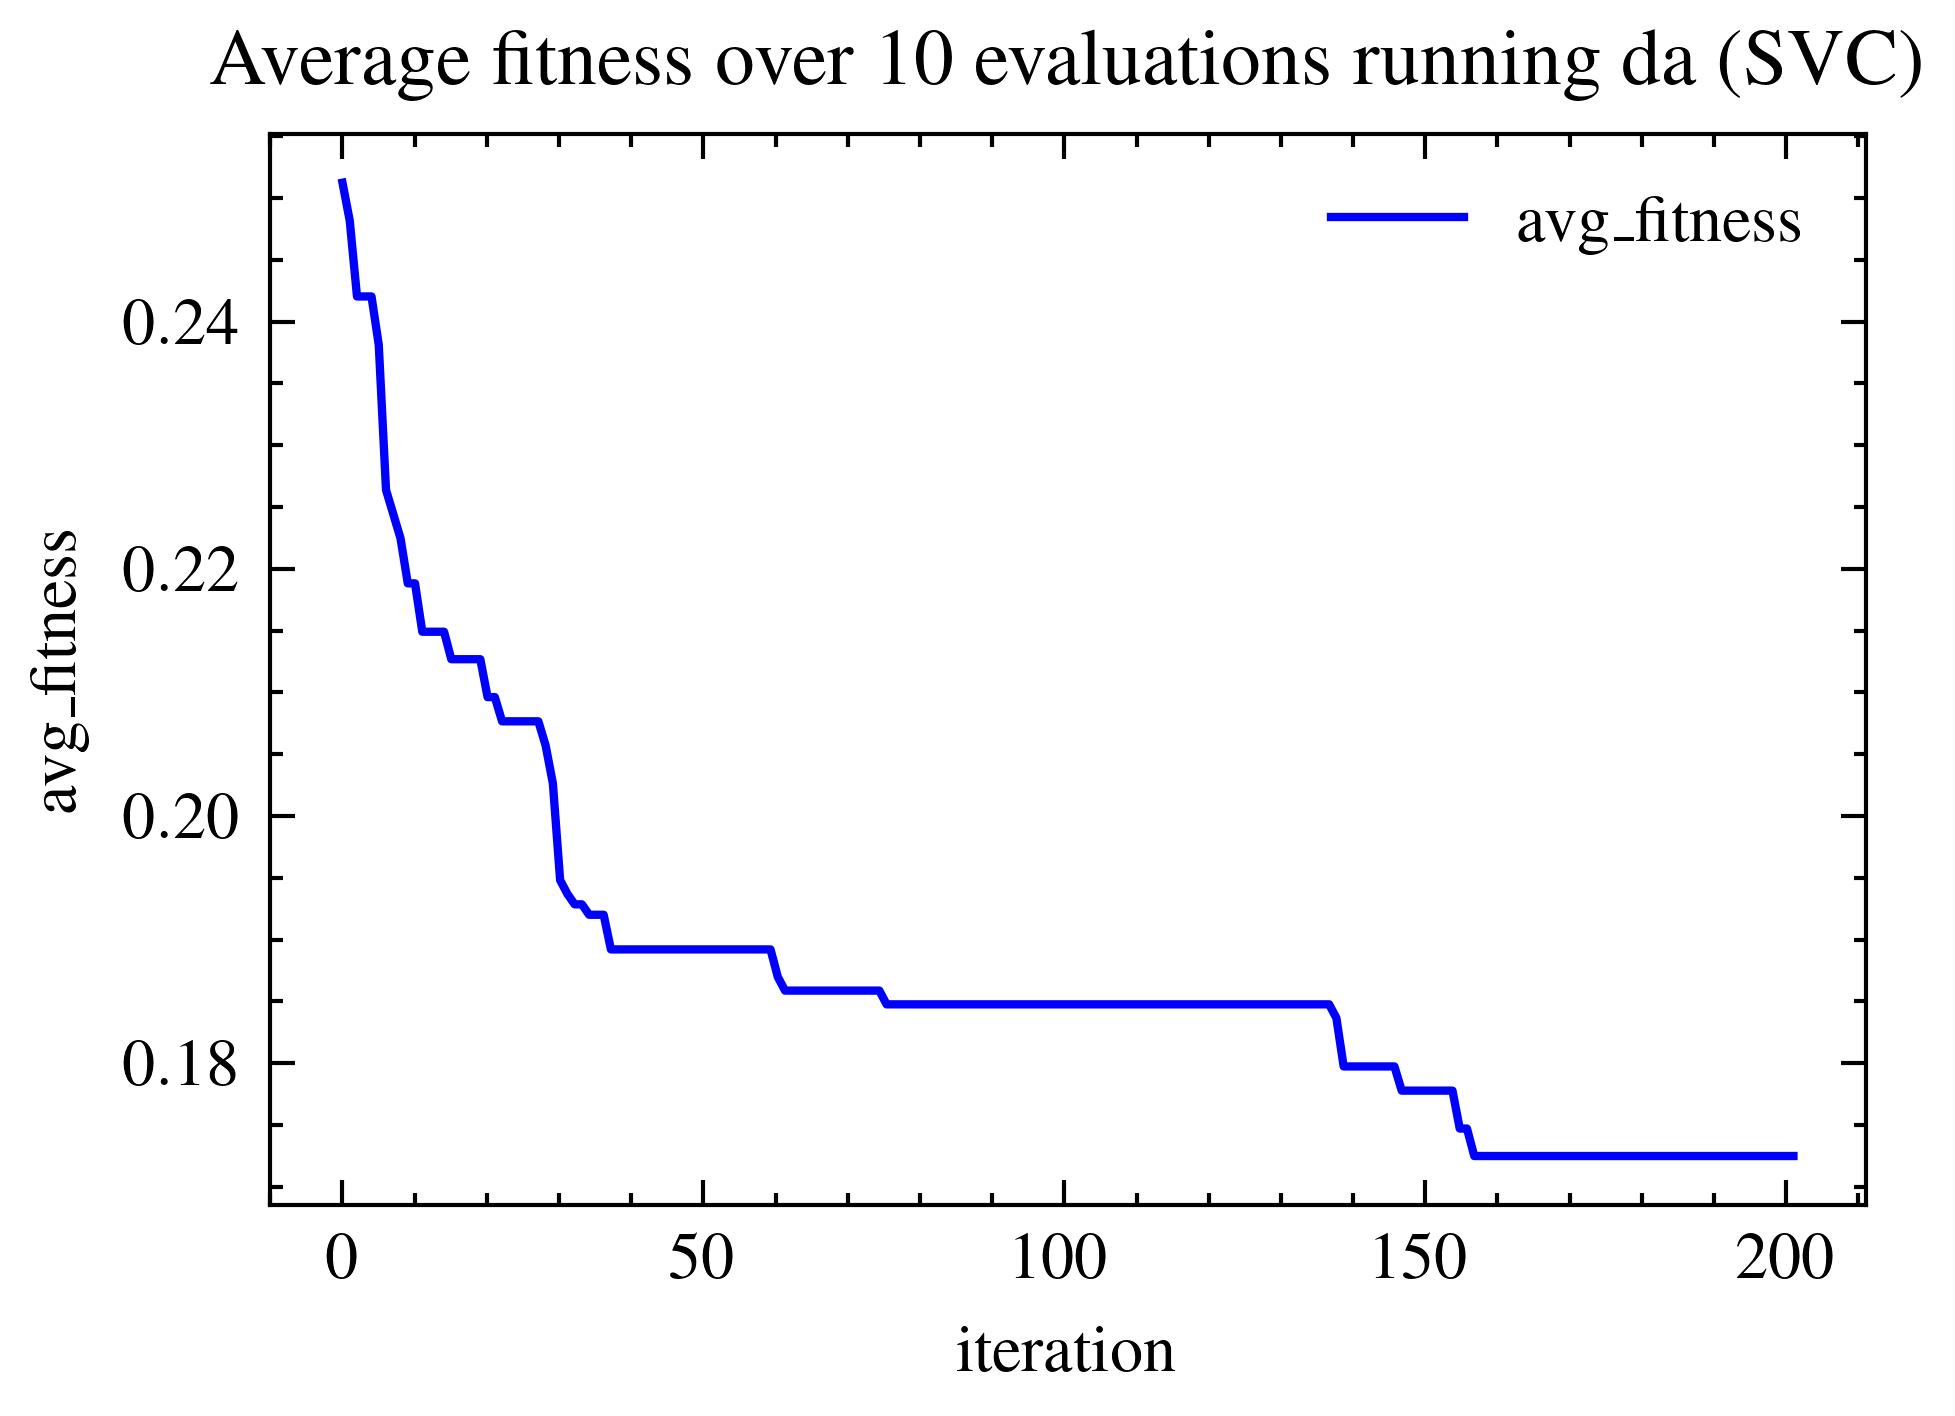 Average fitness over 10 evaluations running da (SVC)
avg_fitness
0.24
0.22
0.20
0.18
avg_fitness
0 50 100 150 200
iteration